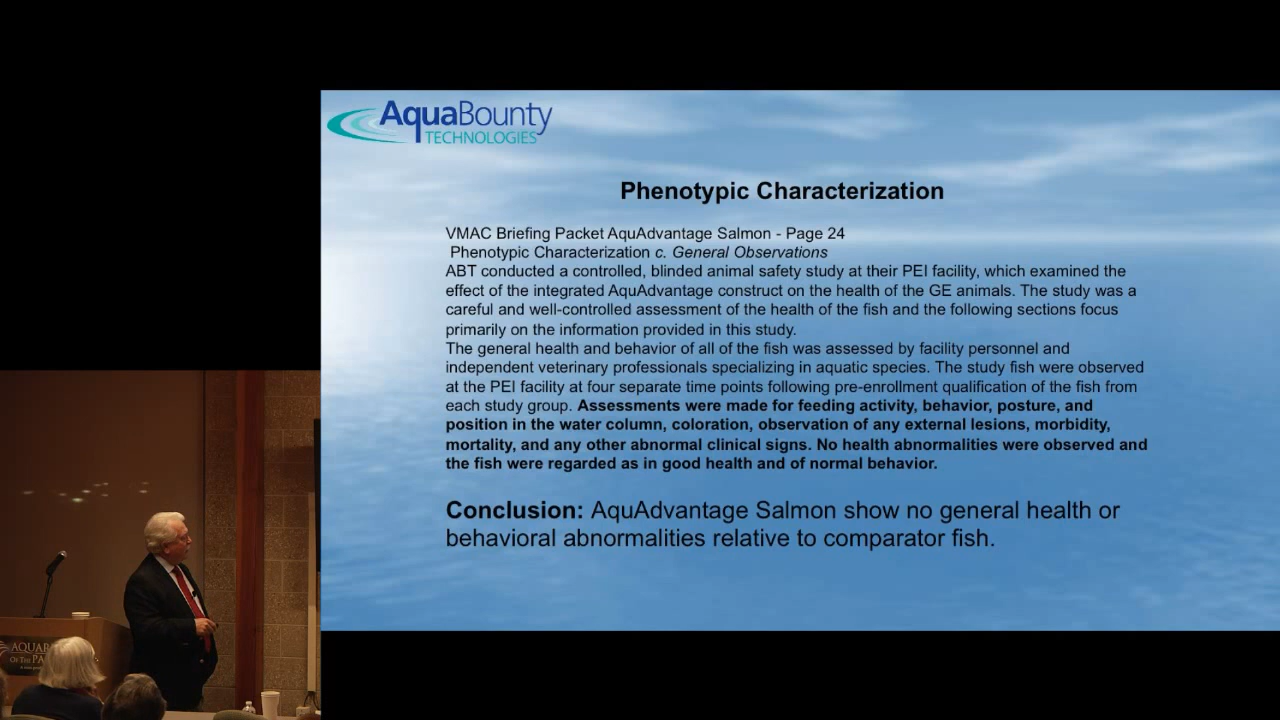 AquaBounty
TECHNOLOGIES
Phenotypic Characterization
VMAC Briefing Packet AquAdvantage Salmon - Page 24
Phenotypic Characterization c. General Observations
ABT conducted a controlled, blinded animal safety study at their PEI facility, which examined the
effect of the integrated AquAdvantage construct on the health of the GE animals. The study was a
careful and well-controlled assessment of the health of the fish and the following sections focus
primarily on the information provided in this study.
The general health and behavior of all of the fish was assessed by facility personnel and
independent veterinary professionals specializing in aquatic species. The study fish were observed
at the PEI facility at four separate time points following pre-enrollment qualification of the fish from
each study group. Assessments were made for feeding activity, behavior, posture, and
position in the water column, coloration, observation of any external lesions, morbidity,
mortality, and any other abnormal clinical signs. No health abnormalities were observed and
the fish were regarded as in good health and of normal behavior.
Conclusion: AquAdvantage Salmon show no general health or
behavioral abnormalities relative to comparator fish.
AQUAR
OF THE PA